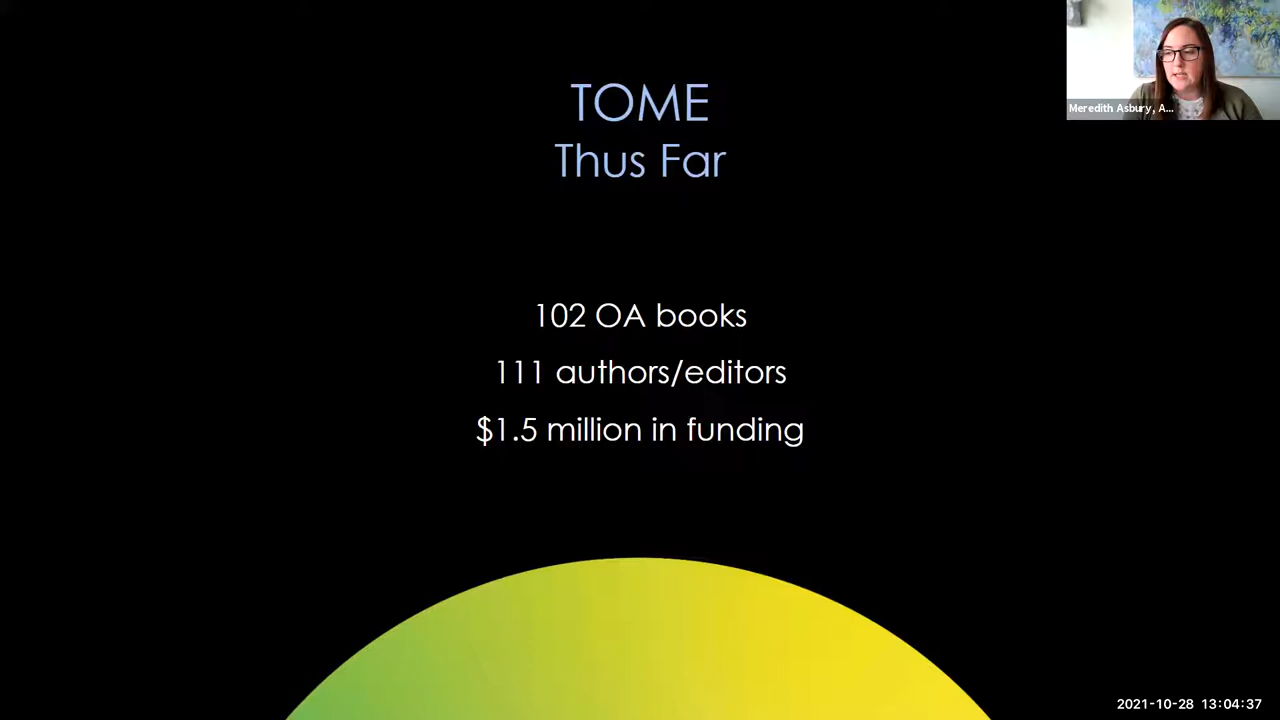 TOME
Thus Far
102 OA books
111 authors/editors
$1.5 million in funding
Meredith Asbury, A...
2021-10-28 13:04:37